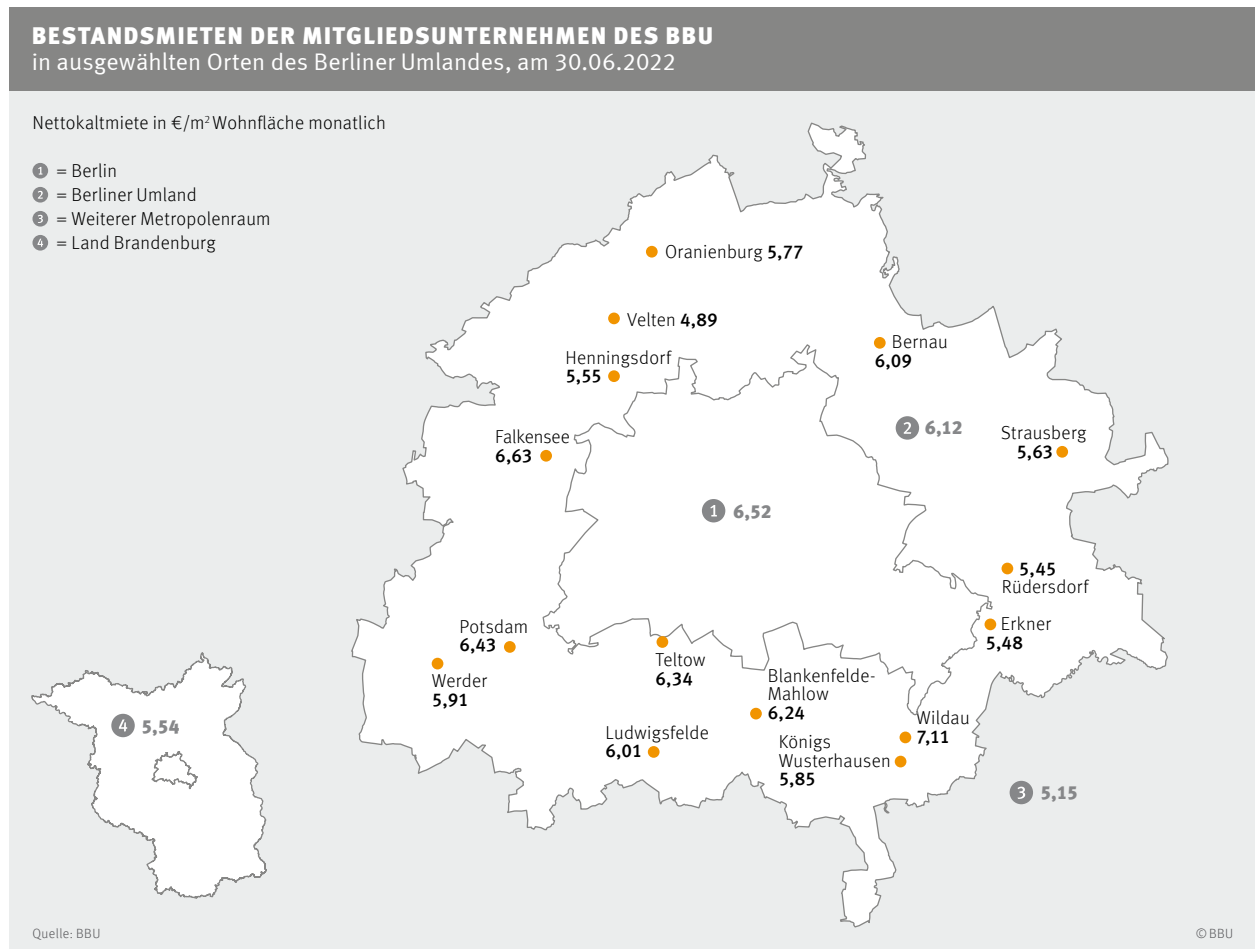 BESTANDSMIETEN DER MITGLIEDSUNTERNEHMEN DES BBU
in ausgewählten Orten des Berliner Umlandes, am 30.06.2022
Nettokaltmiete in €/m² Wohnfläche monatlich
1 = Berlin
2 = Berliner Umland
3 = Weiterer Metropolenraum
4 = Land Brandenburg
Oranienburg 5,77
Velten 4,89
Henningsdorf
5,55
Bernau
6,09
Falkensee
6,63
2 6,12
Strausberg
5,63
1 6,52
5,45
Rüdersdorf
Erkner
5,48
Potsdam
6,43
Werder
5,91
Teltow
6,34
Blankenfelde-
Mahlow
6,24
Ludwigsfelde
6,01
Wildau
7,11
Königs
Wusterhausen
5,85
4 5,54
3 5,15
Quelle: BBU
© BBU